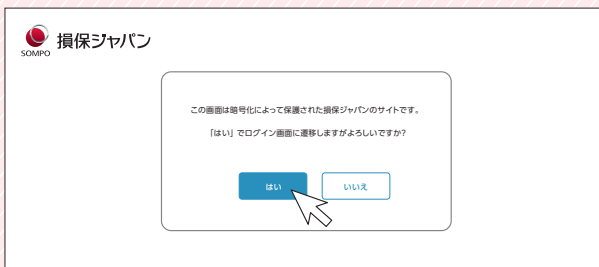 SOMPO
損保ジャパン
この画面は暗号化によって保護された損保ジャパンのサイトです。
「はい」でログイン画面に遷移しますがよろしいですか?
はい
いいえ